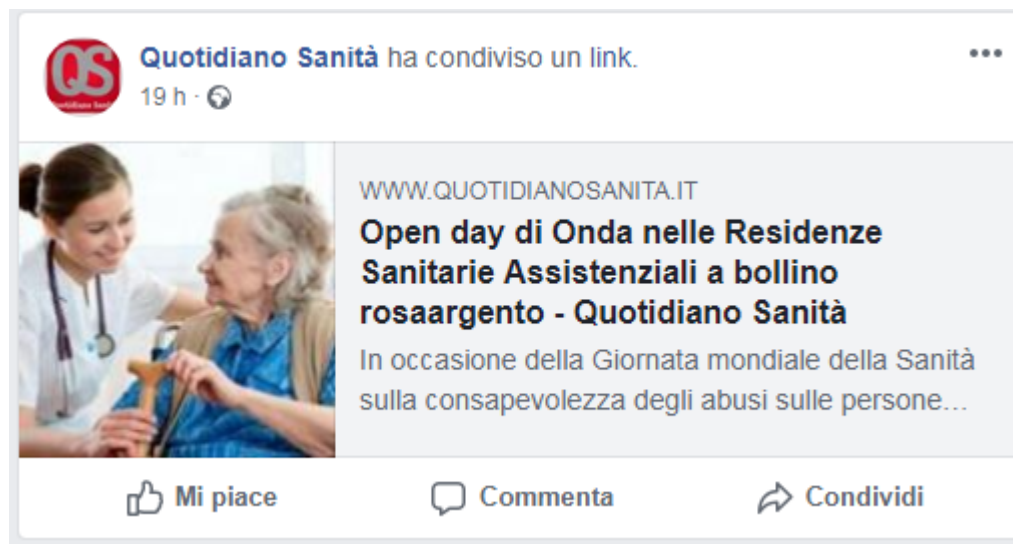 QS
Quotidiano Sanità ha condiviso un link.
19 h ·
WWW.QUOTIDIANOSANITA.IT
Open day di Onda nelle Residenze
Sanitarie Assistenziali a bollino
rosaargento - Quotidiano Sanità
In occasione della Giornata mondiale della Sanità
sulla consapevolezza degli abusi sulle persone…
Mi piace
Commenta
Condividi